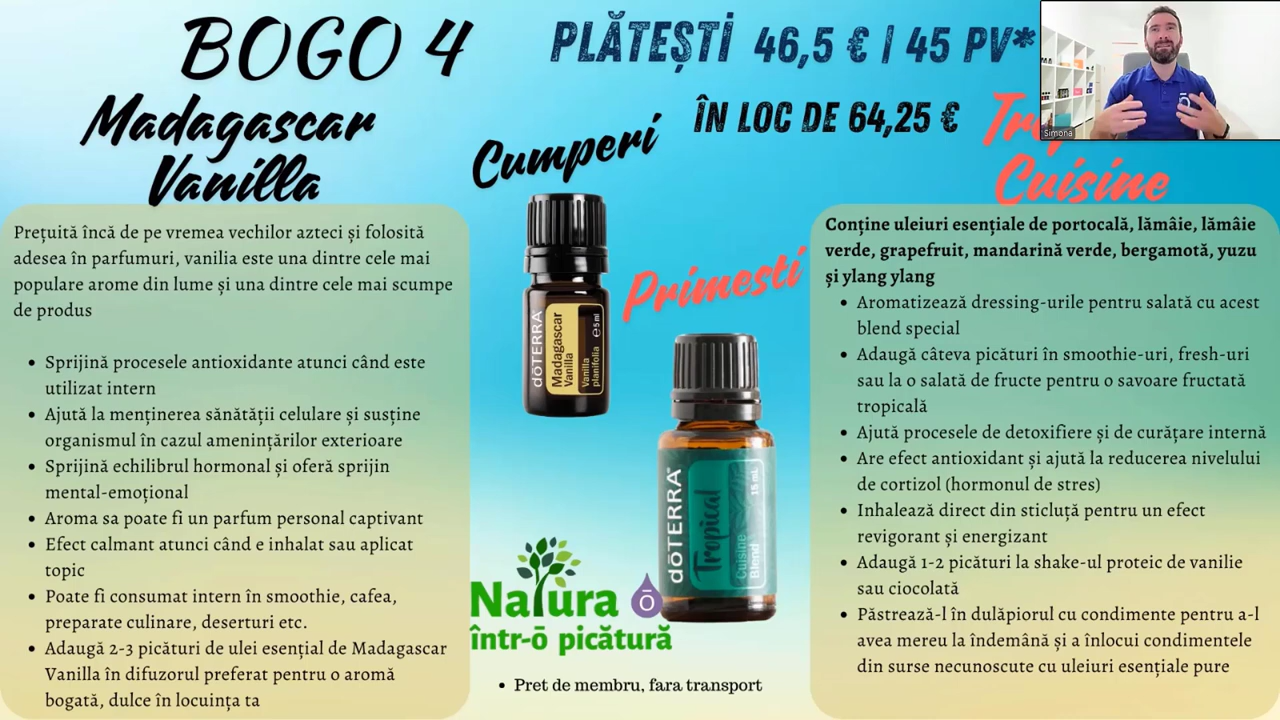 BOGO 4
PLĂTEȘTI 46,5 € | 45 PV*
ÎN LOC DE 64,25 €
Madagascar
Vanilla
Cumperi
Primesti
Cuisine
Simona
Prețuită încă de pe vremea vechilor azteci și folosită
adesea în parfumuri, vanilia este una dintre cele mai
populare arome din lume și una dintre cele mai scumpe
de produs
• Sprijină procesele antioxidante atunci când este
utilizat intern
• Ajută la menținerea sănătății celulare și susține
organismul în cazul amenințărilor exterioare
• Sprijină echilibrul hormonal și oferă sprijin
mental-emoțional
• Aroma sa poate fi un parfum personal captivant
• Efect calmant atunci când e inhalat sau aplicat
topic
• Poate fi consumat intern în smoothie, cafea,
preparate culinare, deserturi etc.
• Adaugă 2-3 picături de ulei esențial de Madagascar
Vanilla în difuzorul preferat pentru o aromă
bogată, dulce în locuința ta
dōTERRA
Madagascar
Vanilla
Vanilla
planifolia
℮ 5 ml
dōTERRA
Tropical
Cuisine
Blend
15 mL
Natura ō
într-ō picătură
• Pret de membru, fara transport
Conține uleiuri esențiale de portocală, lămâie, lămâie
verde, grapefruit, mandarină verde, bergamotă, yuzu
și ylang ylang
• Aromatizează dressing-urile pentru salată cu acest
blend special
• Adaugă câteva picături în smoothie-uri, fresh-uri
sau la o salată de fructe pentru o savoare fructată
tropicală
• Ajută procesele de detoxifiere și de curățare internă
• Are efect antioxidant și ajută la reducerea nivelului
de cortizol (hormonul de stres)
• Inhalează direct din sticluță pentru un efect
revigorant și energizant
• Adaugă 1-2 picături la shake-ul proteic de vanilie
sau ciocolată
• Păstrează-l în dulăpiorul cu condimente pentru a-l
avea mereu la îndemână și a înlocui condimentele
din surse necunoscute cu uleiuri esențiale pure